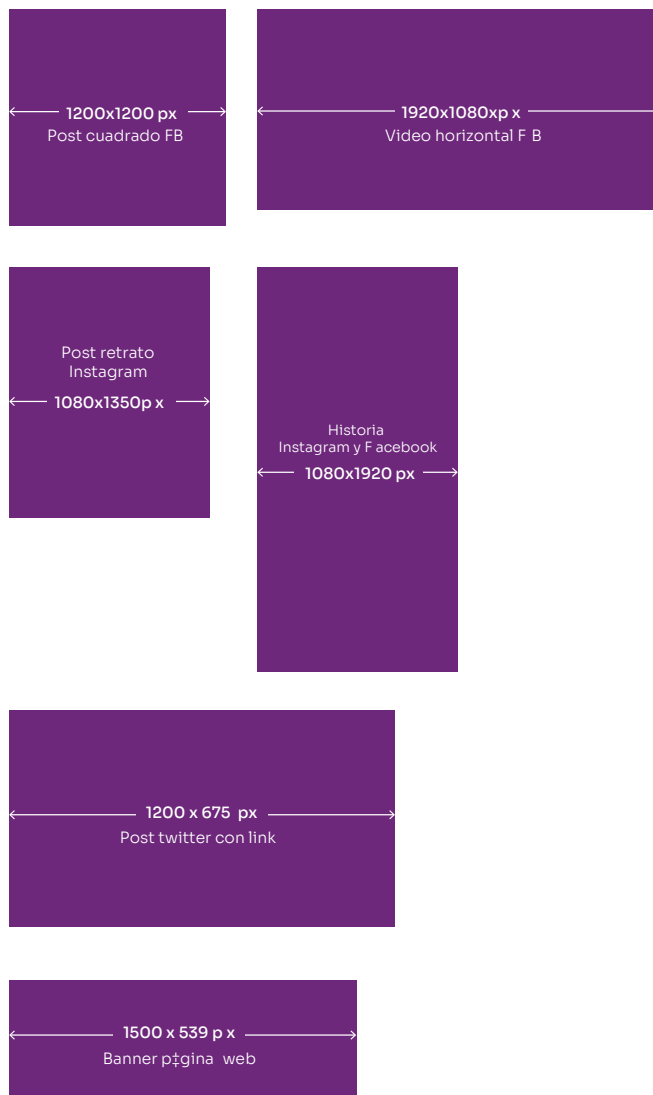 1200x1200 px
Post cuadrado FB
1920x1080xp x
Video horizontal F B
Post retrato
Instagram
1080x1350p x
Historia
Instagram y F acebook
1080x1920 px
1200 x 675 px
Post twitter con link
1500 x 539 p x
Banner p‡gina web